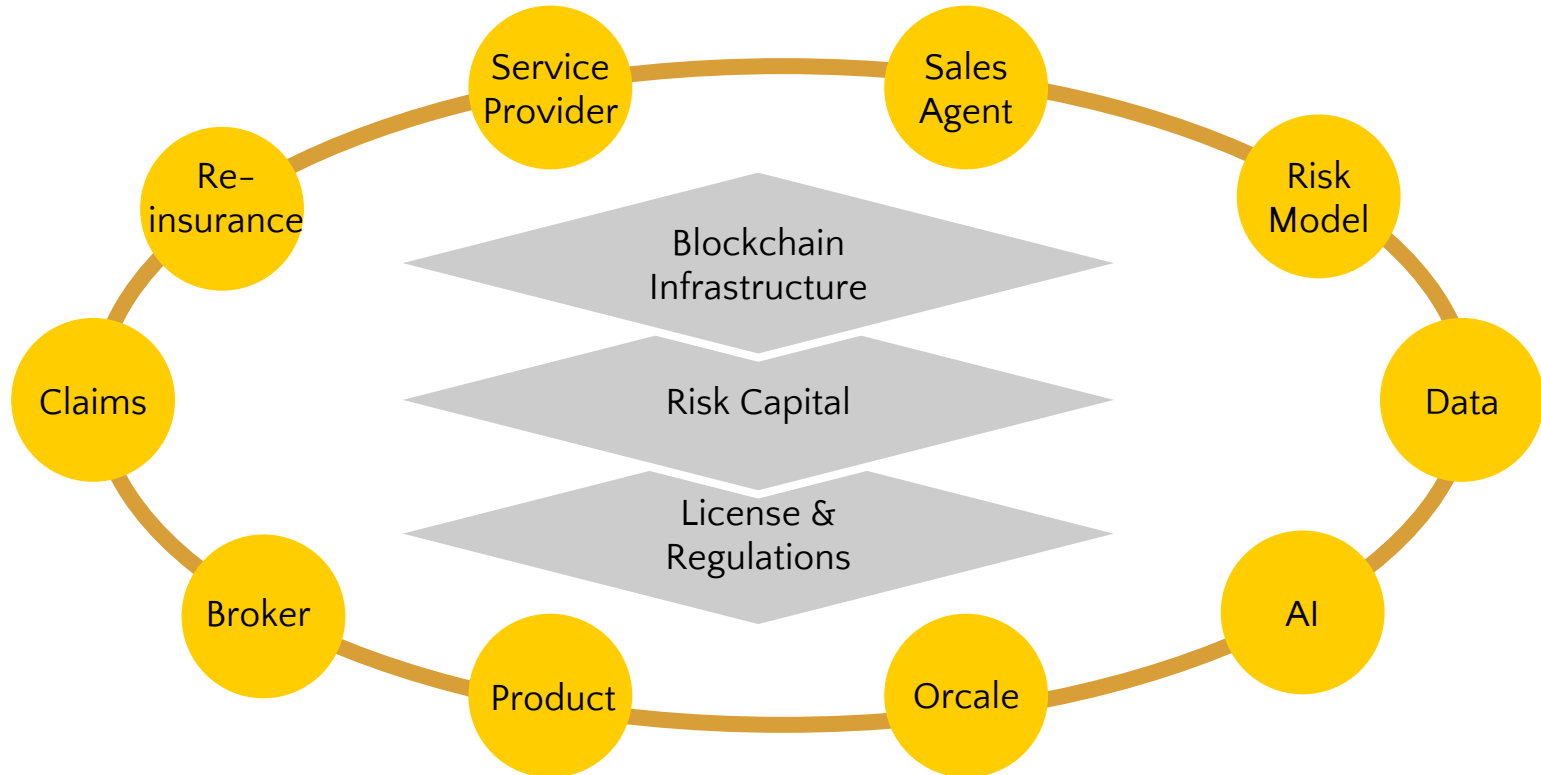 Service
Provider
Sales
Agent
Re-
insurance
Risk
Model
Blockchain
Infrastructure
Claims
Risk Capital
Data
License &
Regulations
Broker
AI
Product
Orcale